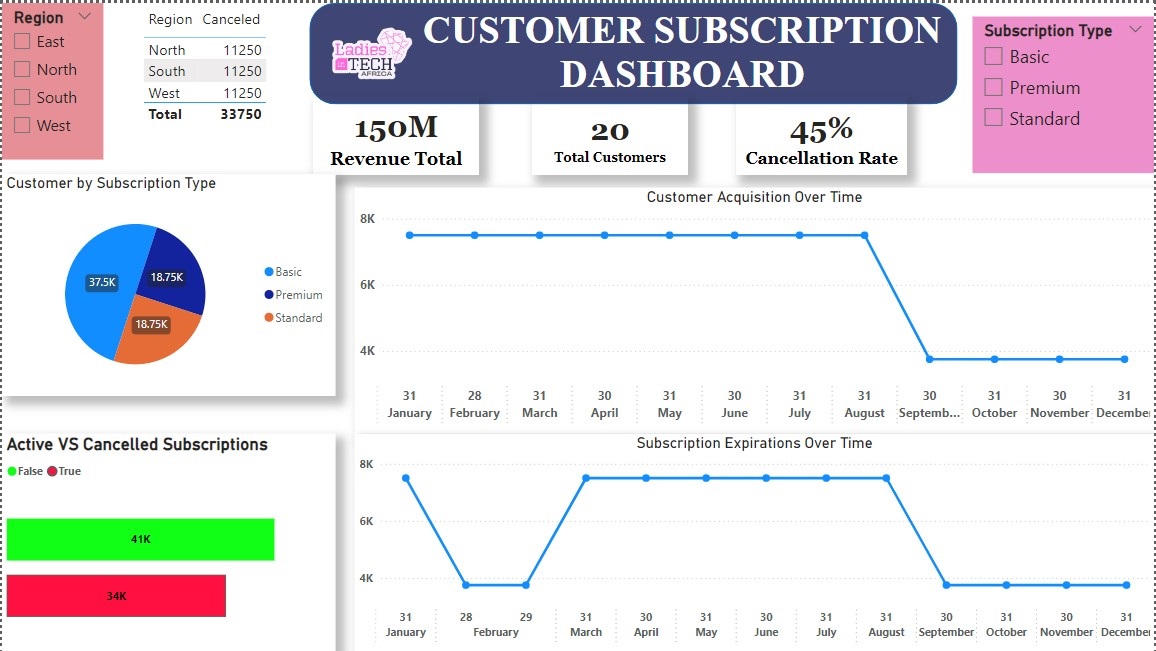 Region
East
North
South
West
Region Canceled
North 11250
South 11250
West 11250
Total 33750
Ladies
in TECH
AFRICA
CUSTOMER SUBSCRIPTION
DASHBOARD
Subscription Type
Basic
Premium
Standard
150M
Revenue Total
20
Total Customers
45%
Cancellation Rate
Customer by Subscription Type
37.5K
18.75K
18.75K
Basic
Premium
Standard
Customer Acquisition Over Time
8K
6K
4K
31 28 31 30 31 30 31 31 30 31 30 31
January February March April May June July August Septemb... October November December
Active VS Cancelled Subscriptions
False True
41K
34K
Subscription Expirations Over Time
8K
6K
4K
31 28 29 31 30 31 30 31 31 30 31 30 31
January February March April May June July August September October November December